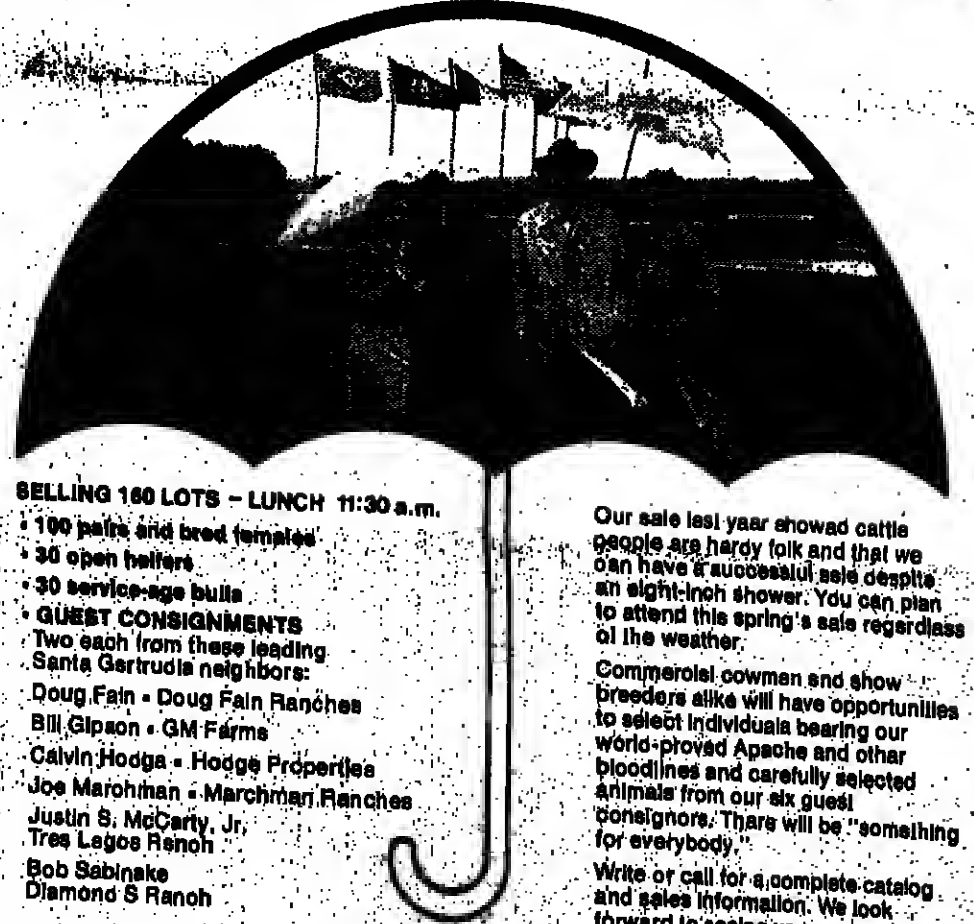 SELLING 160 LOTS – LUNCH 11:30 a.m.
• 100 pairs and bred females
• 30 open heifers
• 30 service-age bulls
• GUEST CONSIGNMENTS
Two each from these leading
Santa Gertrudis neighbors:
Doug Fain • Doug Fain Ranches
Bill Gipson • GM Farms
Calvin Hodge • Hodge Properties
Joe Marchman • Marchman Ranches
Justin S. McCarty, Jr.
Tres Lagos Ranch
Bob Sabinske
Diamond S Ranch
Our sale last year showed cattle
people are hardy folk and that we
can have a successful sale despite
an eight-inch shower. You can plan
to attend this spring's sale regardless
of the weather.
Commercial cowmen and show
breeders alike will have opportunities
to select individuals bearing our
world-proved Apache and other
bloodlines and carefully selected
animals from our six guest
consignors. There will be "something
for everybody."
Write or call for a complete catalog
and sales information. We look
forward to seeing